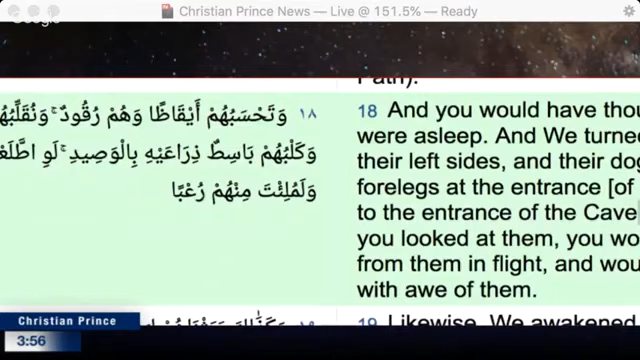 Christian Prince News — Live @ 151.5% — Ready
Google
Path).
١٨ وَتَحْسَبُهُمْ أَيْقَاظًا وَهُمْ رُقُودٌ ۚ وَنُقَلِّبُهُ
وَكَلْبُهُمْ بَاسِطٌ ذِرَاعَيْهِ بِالْوَصِيدِ ۚ لَوِ اطَّلَعْ
وَلَمُلِئْتَ مِنْهُمْ رُعْبًا
18 And you would have thou
were asleep. And We turne
their left sides, and their dog
forelegs at the entrance [of
to the entrance of the Cave
you looked at them, you wo
from them in flight, and wou
with awe of them.
19 Likewise, We awakened
Christian Prince
3:56